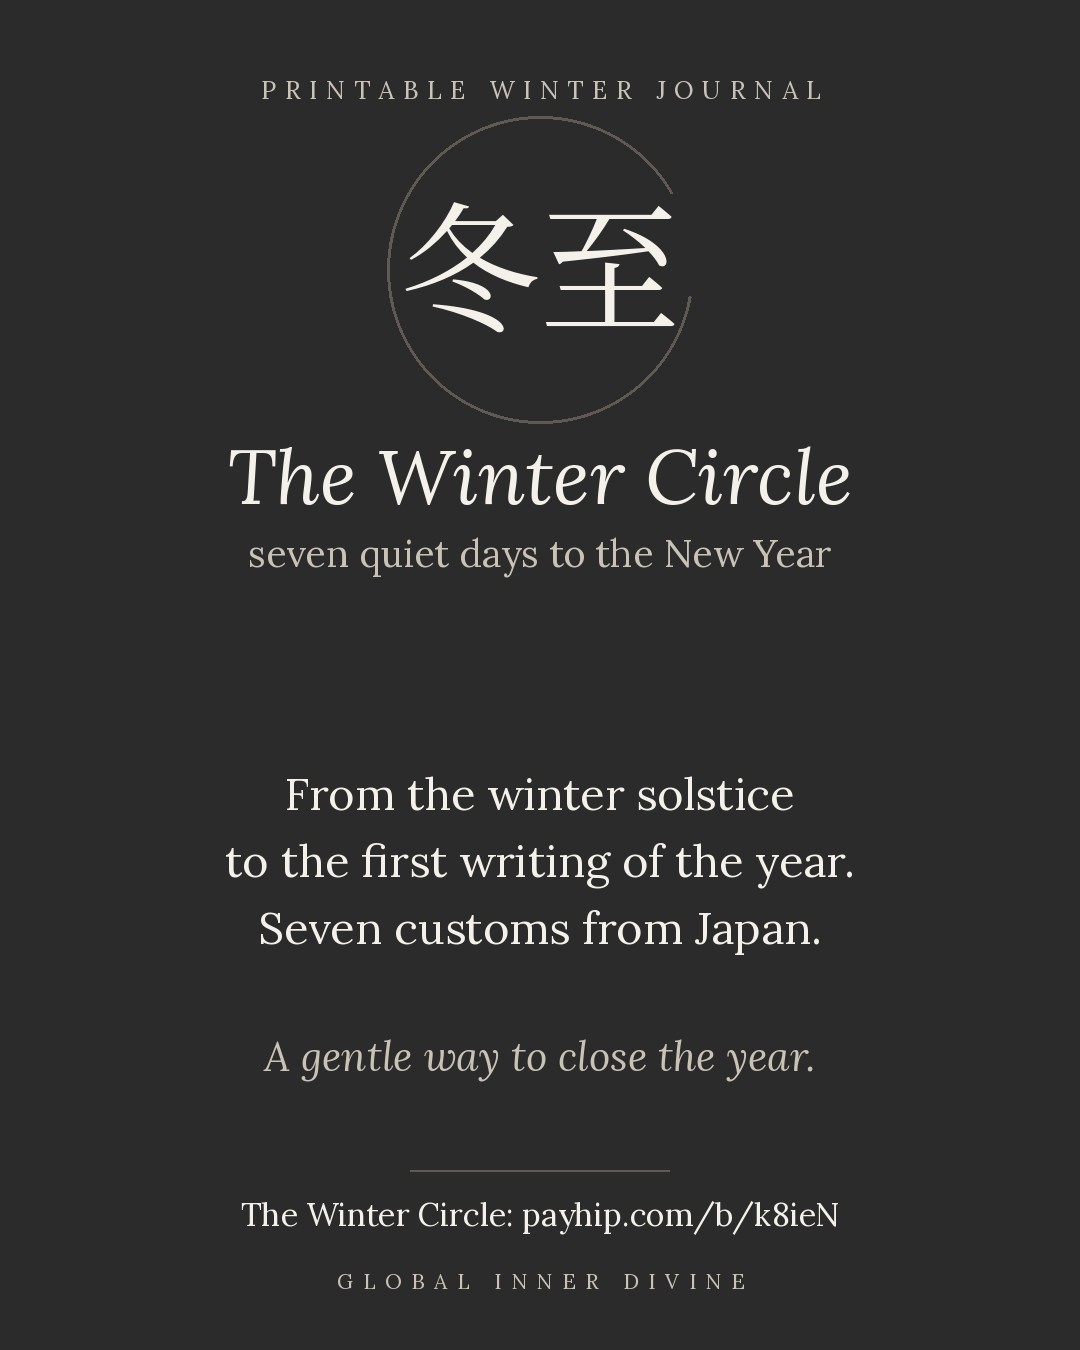 PRINTABLE WINTER JOURNAL
冬至
The Winter Circle
seven quiet days to the New Year
From the winter solstice
to the first writing of the year.
Seven customs from Japan.
A gentle way to close the year.
The Winter Circle: payhip.com/b/k8ieN
GLOBAL INNER DIVINE